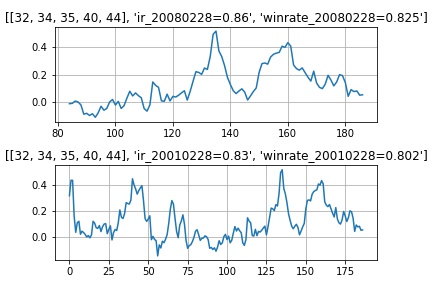 [[32, 34, 35, 40, 44], 'ir_20080228=0.86', 'winrate_20080228=0.825']
0.4
0.2
0.0
80 100 120 140 160 180
[[32, 34, 35, 40, 44], 'ir_20010228=0.83', 'winrate_20010228=0.802']
0.4
0.2
0.0
0 25 50 75 100 125 150 175